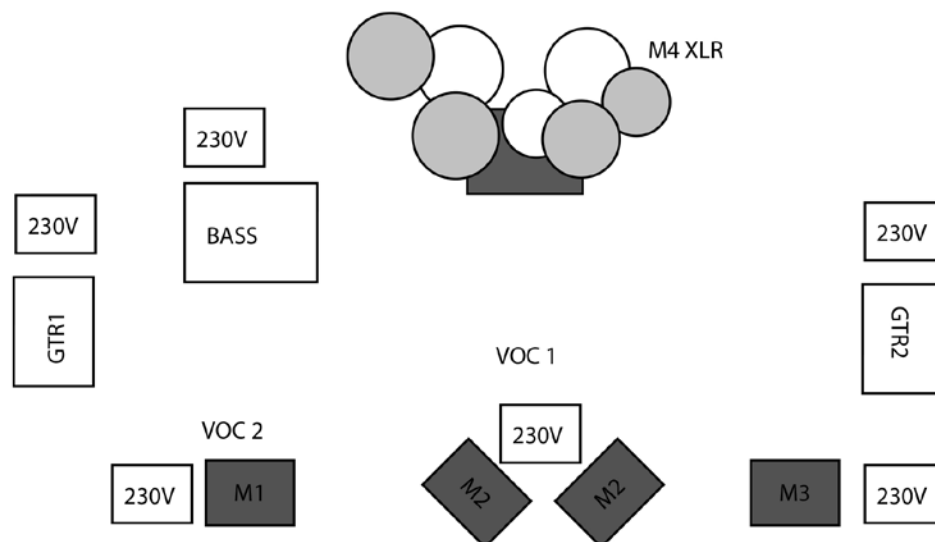 M4 XLR
230V
230V
BASS
230V
GTR1
GTR2
VOC 1
230V
VOC 2
230V
M1
M2
M2
M3
230V